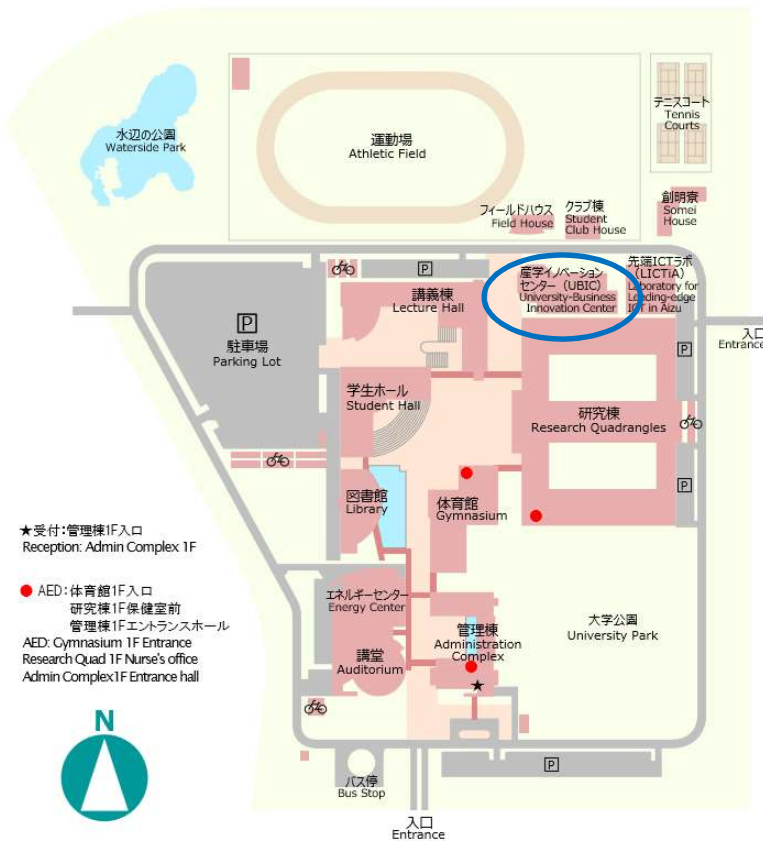 水辺の公園
Waterside Park
運動場
Athletic Field
テニスコート
Tennis
Courts
フィールドハウス
Field House
クラブ棟
Student
Club House
創明寮
Somei
House
P
講義棟
Lecture Hall
産学イノベーション
センター（UBIC）
University-Business
Innovation Center
先端ICTラボ
（LICTiA）
Laboratory for
Leading-edge
ICT in Aizu
入口
Entrance
P
駐車場
Parking Lot
P
学生ホール
Student Hall
研究棟
Research Quadrangles
P
図書館
Library
体育館
Gymnasium
★受付：管理棟1F入口
Reception: Admin Complex 1F
● AED：体育館1F入口
研究棟1F保健室前
管理棟1Fエントランスホール
AED: Gymnasium 1F Entrance
Research Quad 1F Nurse's office
Admin Complex1F Entrance hall
エネルギーセンター
Energy Center
管理棟
Administration
Complex
大学公園
University Park
講堂
Auditorium
N
バス停
Bus Stop
P
入口
Entrance